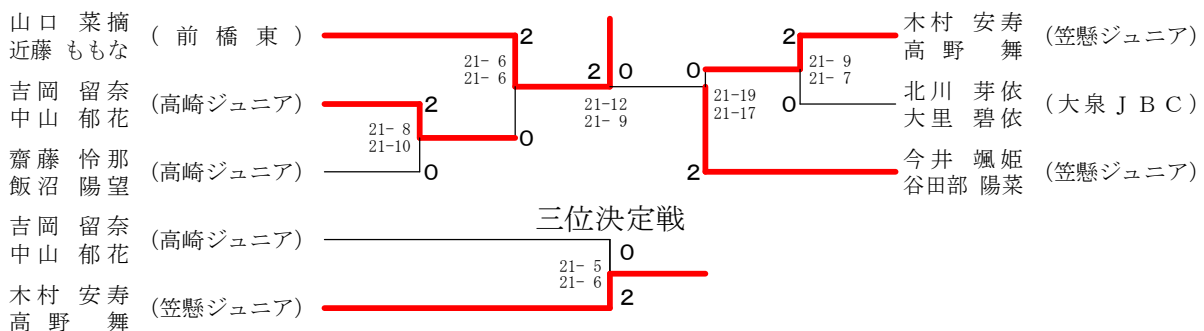 山口 菜摘
近藤 ももな
(前橋東)
吉岡 留奈
中山 郁花
(高崎ジュニア)
齋藤 怜那
飯沼 陽望
(高崎ジュニア)
2
21- 6
21- 6
0
2
21- 8
21-10
0
2 0
21-12
21- 9
木村 安寿
高野 舞
(笠懸ジュニア)
北川 芽依
大里 碧依
(大泉JBC)
今井 颯姫
谷田部 陽菜
(笠懸ジュニア)
2
21- 9
21- 7
0
0
21-19
21-17
2
三位決定戦
吉岡 留奈
中山 郁花
(高崎ジュニア)
木村 安寿
高野 舞
(笠懸ジュニア)
0
21- 5
21- 6
2